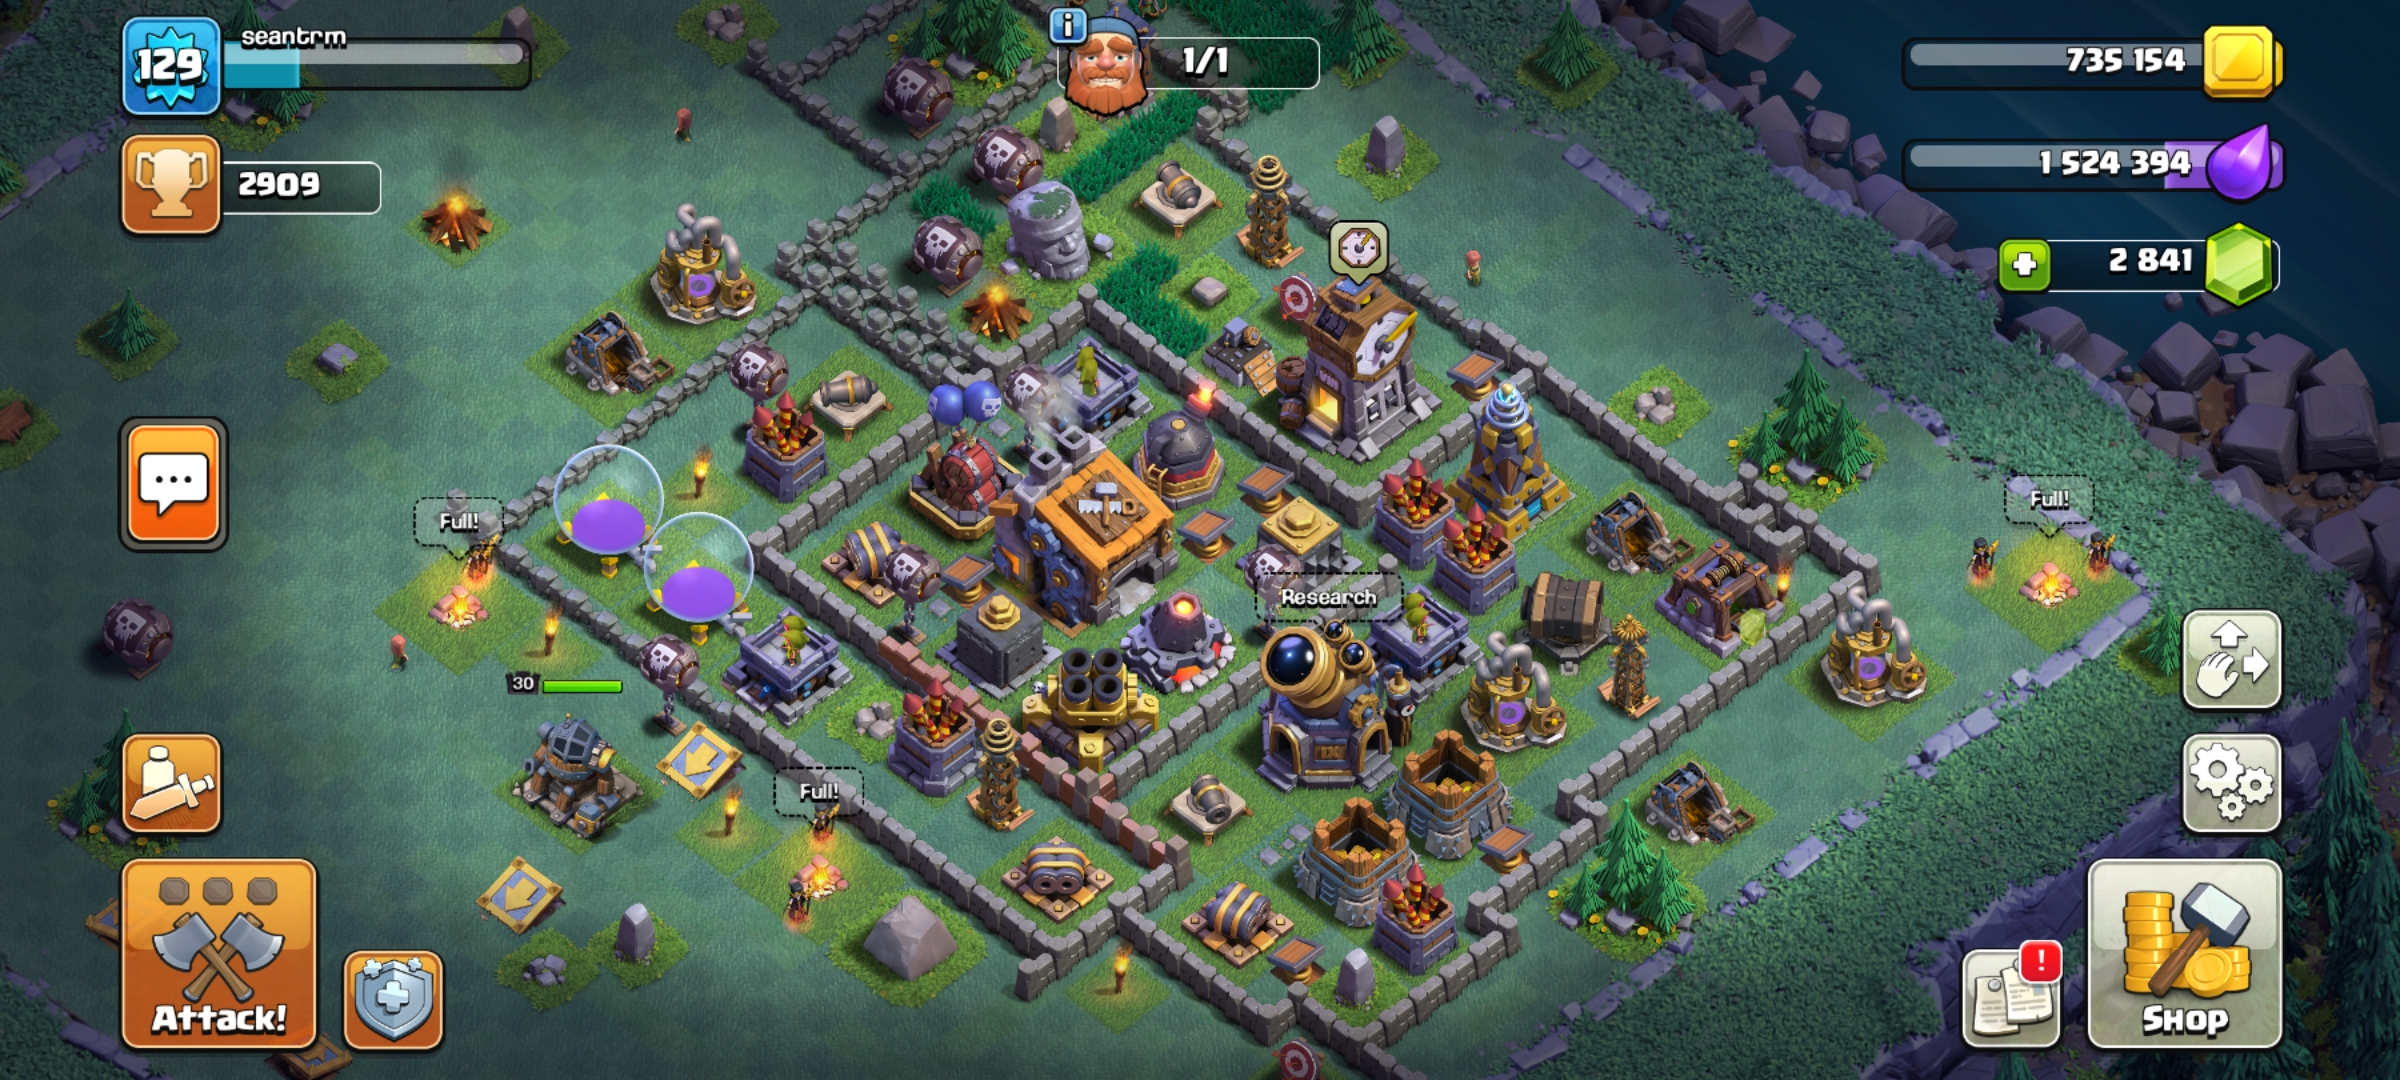 129
seantrm
i
1/1
735 154
2909
1 524 394
2 841
Full!
Full!
Research
30
IX
Full!
!
Attack!
Shop